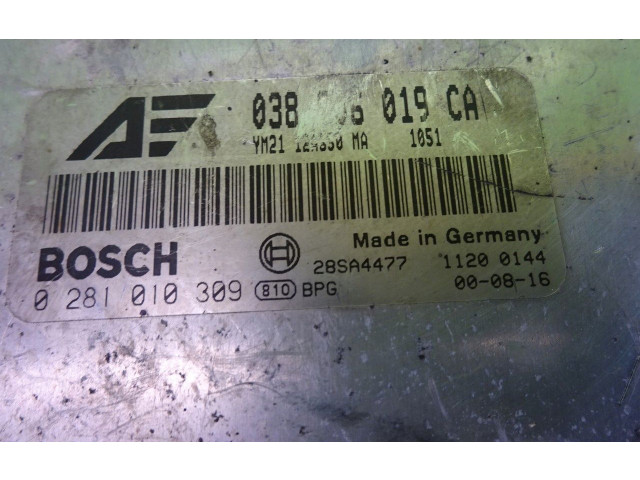 AE 038 019 CA
YM21 MA 1051
BOSCH
Made in Germany
28SA4477 1120 0144
0 281 010 309 810 BPG 00-08-16